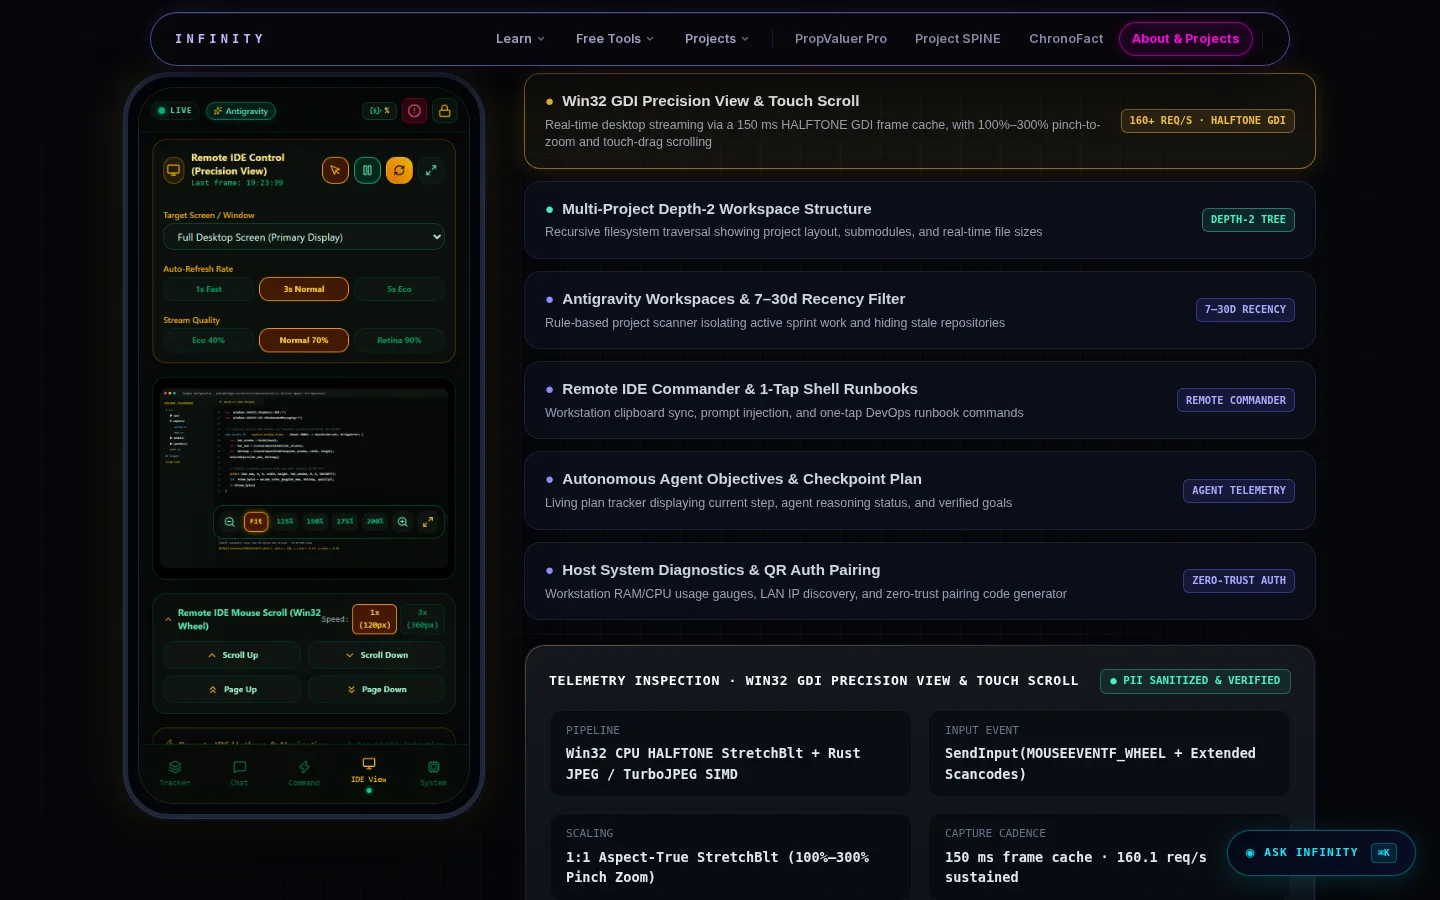 INFINITY
Learn
Free Tools
Projects
PropValuer Pro
Project SPINE
ChronoFact
About & Projects
LIVE
Antigravity
%
Remote IDE Control
(Precision View)
Last frame: 19:23:39
Target Screen / Window
Full Desktop Screen (Primary Display)
Auto-Refresh Rate
1s Fast
3s Normal
5s Eco
Stream Quality
Eco 40%
Normal 70%
Retina 90%
Fit
125%
150%
175%
200%
Remote IDE Mouse Scroll (Win32
Wheel)
Speed:
1x
(120px)
3x
(360px)
Scroll Up
Scroll Down
Page Up
Page Down
Tracker
Chat
Command
IDE View
System
Win32 GDI Precision View & Touch Scroll
Real-time desktop streaming via a 150 ms HALFTONE GDI frame cache, with 100%–300% pinch-to-
zoom and touch-drag scrolling
160+ REQ/S · HALFTONE GDI
Multi-Project Depth-2 Workspace Structure
Recursive filesystem traversal showing project layout, submodules, and real-time file sizes
DEPTH-2 TREE
Antigravity Workspaces & 7–30d Recency Filter
Rule-based project scanner isolating active sprint work and hiding stale repositories
7–30D RECENCY
Remote IDE Commander & 1-Tap Shell Runbooks
Workstation clipboard sync, prompt injection, and one-tap DevOps runbook commands
REMOTE COMMANDER
Autonomous Agent Objectives & Checkpoint Plan
Living plan tracker displaying current step, agent reasoning status, and verified goals
AGENT TELEMETRY
Host System Diagnostics & QR Auth Pairing
Workstation RAM/CPU usage gauges, LAN IP discovery, and zero-trust pairing code generator
ZERO-TRUST AUTH
TELEMETRY INSPECTION · WIN32 GDI PRECISION VIEW & TOUCH SCROLL
● PII SANITIZED & VERIFIED
PIPELINE
Win32 CPU HALFTONE StretchBlt + Rust
JPEG / TurboJPEG SIMD
INPUT EVENT
SendInput(MOUSEEVENTF_WHEEL + Extended
Scancodes)
SCALING
1:1 Aspect-True StretchBlt (100%–300%
Pinch Zoom)
CAPTURE CADENCE
150 ms frame cache · 160.1 req/s
sustained
◉ ASK INFINITY
⌘K